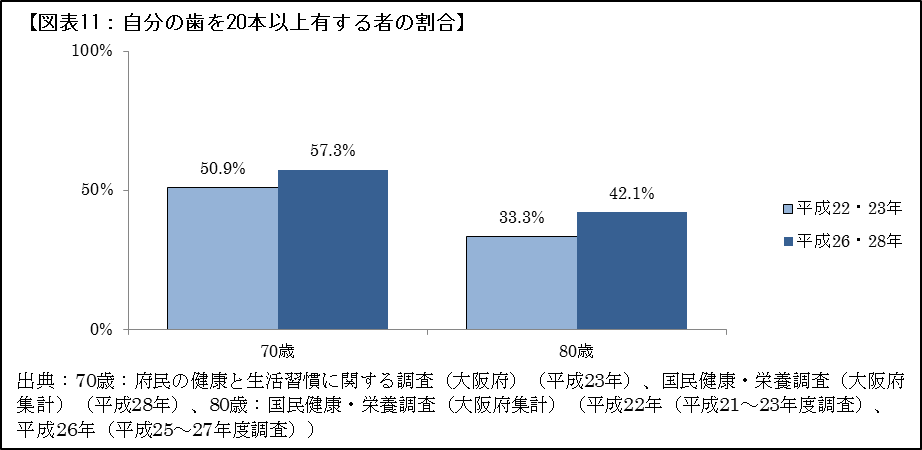 【図表11：自分の歯を20本以上有する者の割合】
100%
50%
0%
50.9%
57.3%
33.3%
42.1%
70歳
80歳
平成22・23年
平成26・28年
出典：70歳：府民の健康と生活習慣に関する調査（大阪府）（平成23年）、国民健康・栄養調査（大阪府
集計）（平成28年）、80歳：国民健康・栄養調査（大阪府集計）（平成22年（平成21～23年度調査）、
平成26年（平成25～27年度調査））